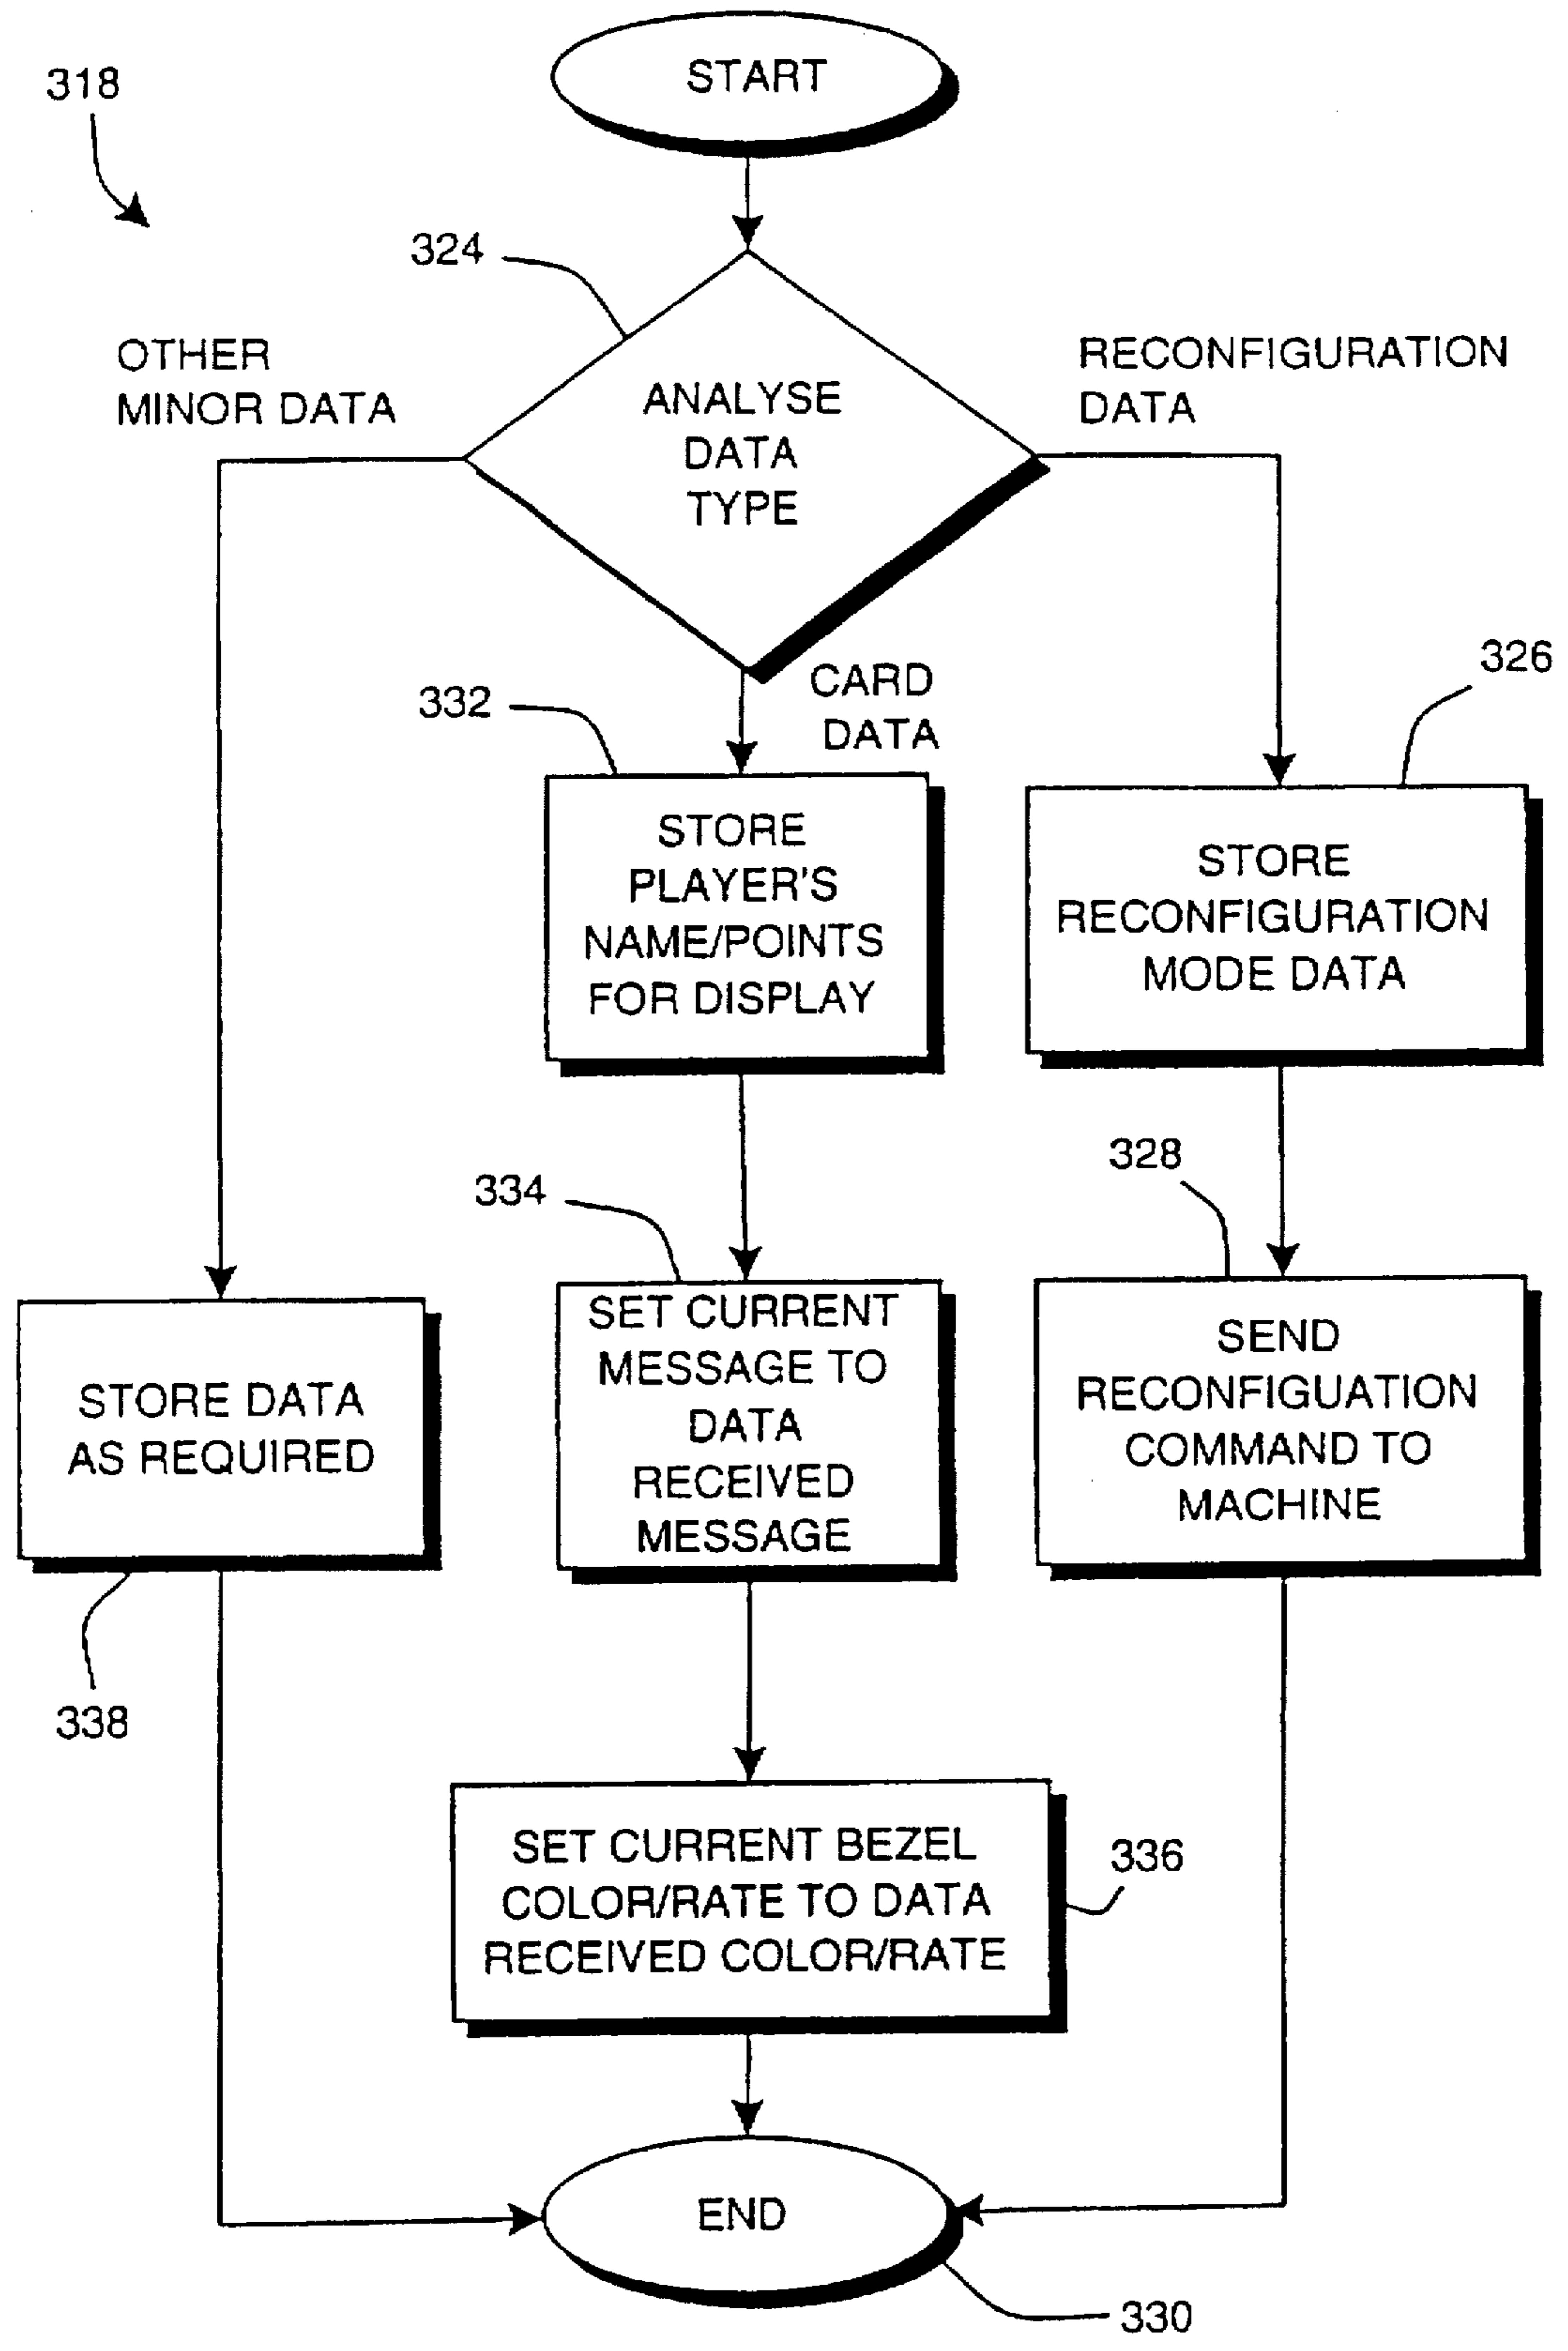 START
318
324
OTHER
MINOR DATA
RECONFIGURATION
DATA
ANALYSE
DATA
TYPE
CARD
DATA
326
332
STORE
PLAYER'S
NAME/POINTS
FOR DISPLAY
STORE
RECONFIGURATION
MODE DATA
328
334
SET CURRENT
MESSAGE TO
DATA
RECEIVED
MESSAGE
SEND
RECONFIGUATION
COMMAND TO
MACHINE
STORE DATA
AS REQUIRED
338
SET CURRENT BEZEL
COLOR/RATE TO DATA
RECEIVED COLOR/RATE
336
END
330